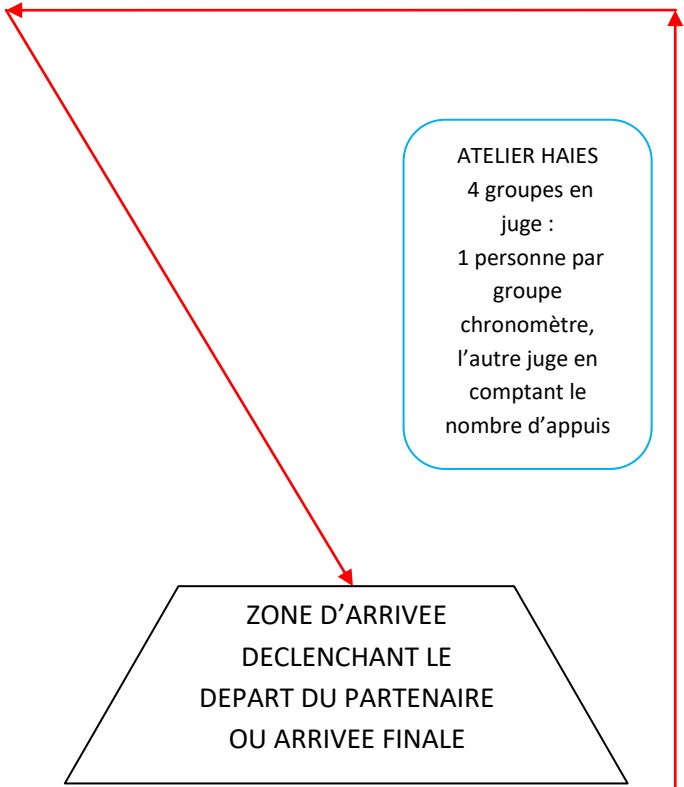 ATELIER HAIES
4 groupes en
juge :
1 personne par
groupe
chronomètre,
l’autre juge en
comptant le
nombre d’appuis
ZONE D’ARRIVEE
DECLENCHANT LE
DEPART DU PARTENAIRE
OU ARRIVEE FINALE